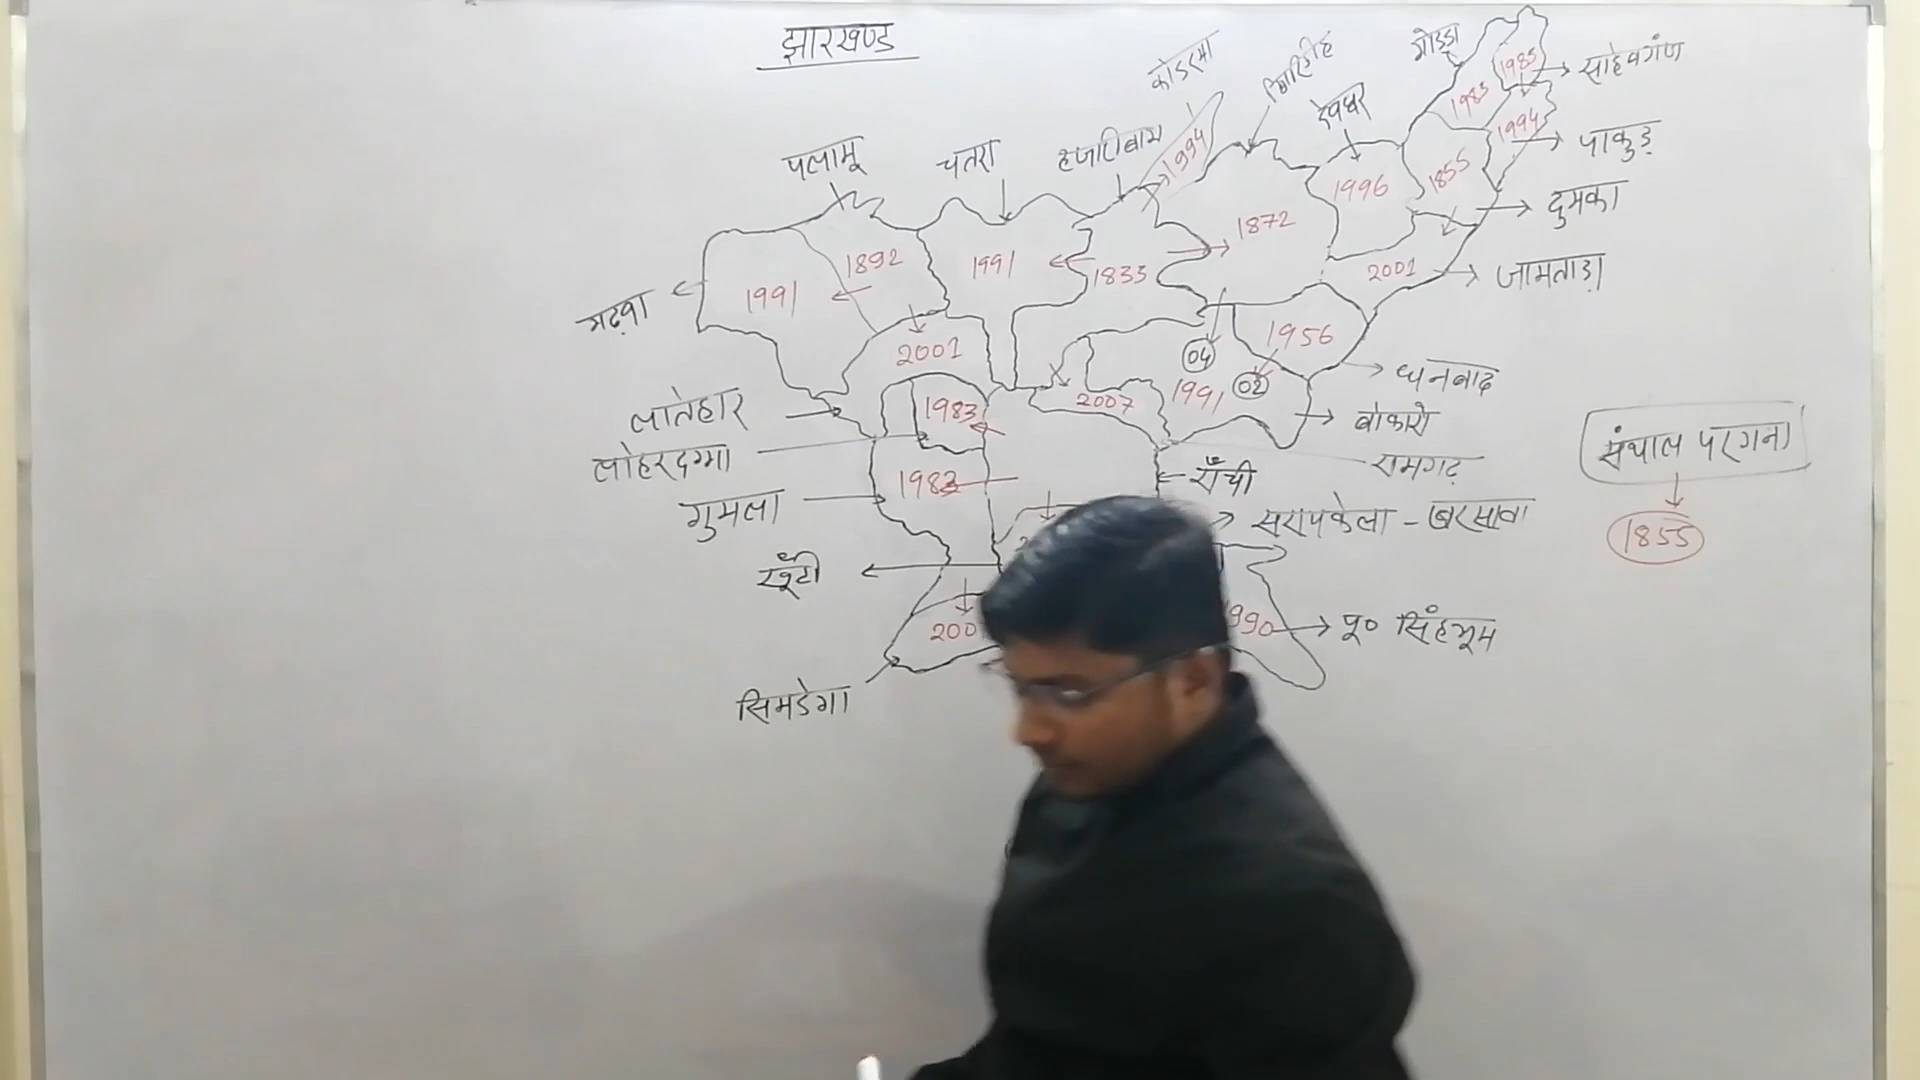 झारखण्ड
कोडरमा
गिरिडीह
गोड्डा
साहेबगंज
पलामू
चतरा
हजारीबाग
देवघर
पाकुड़
दुमका
जामताड़ा
गढ़वा
1991
1892
1991
1833
1994
1872
1996
1855
1983
1985
1994
2001
2001
1956
04
02
1991
2007
1983
1983
धनबाद
बोकारो
रामगढ़
राँची
सरायकेला - खरसावा
पू० सिंहभूम
1990
लातेहार
लोहरदग्गा
गुमला
खूँटी
सिमडेगा
संथाल परगना
1855